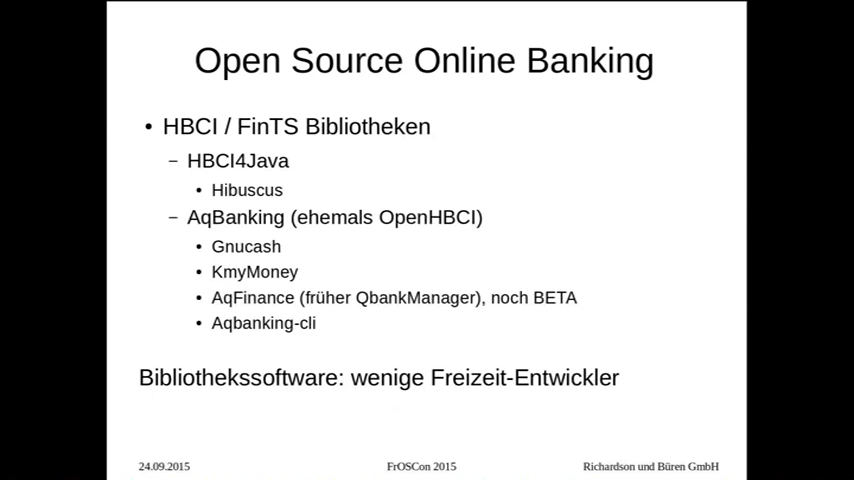 Open Source Online Banking
• HBCI / FinTS Bibliotheken
– HBCI4Java
• Hibuscus
– AqBanking (ehemals OpenHBCI)
• Gnucash
• KmyMoney
• AqFinance (früher QbankManager), noch BETA
• Aqbanking-cli
Bibliothekssoftware: wenige Freizeit-Entwickler
24.09.2015 FrOSCon 2015 Richardson und Büren GmbH